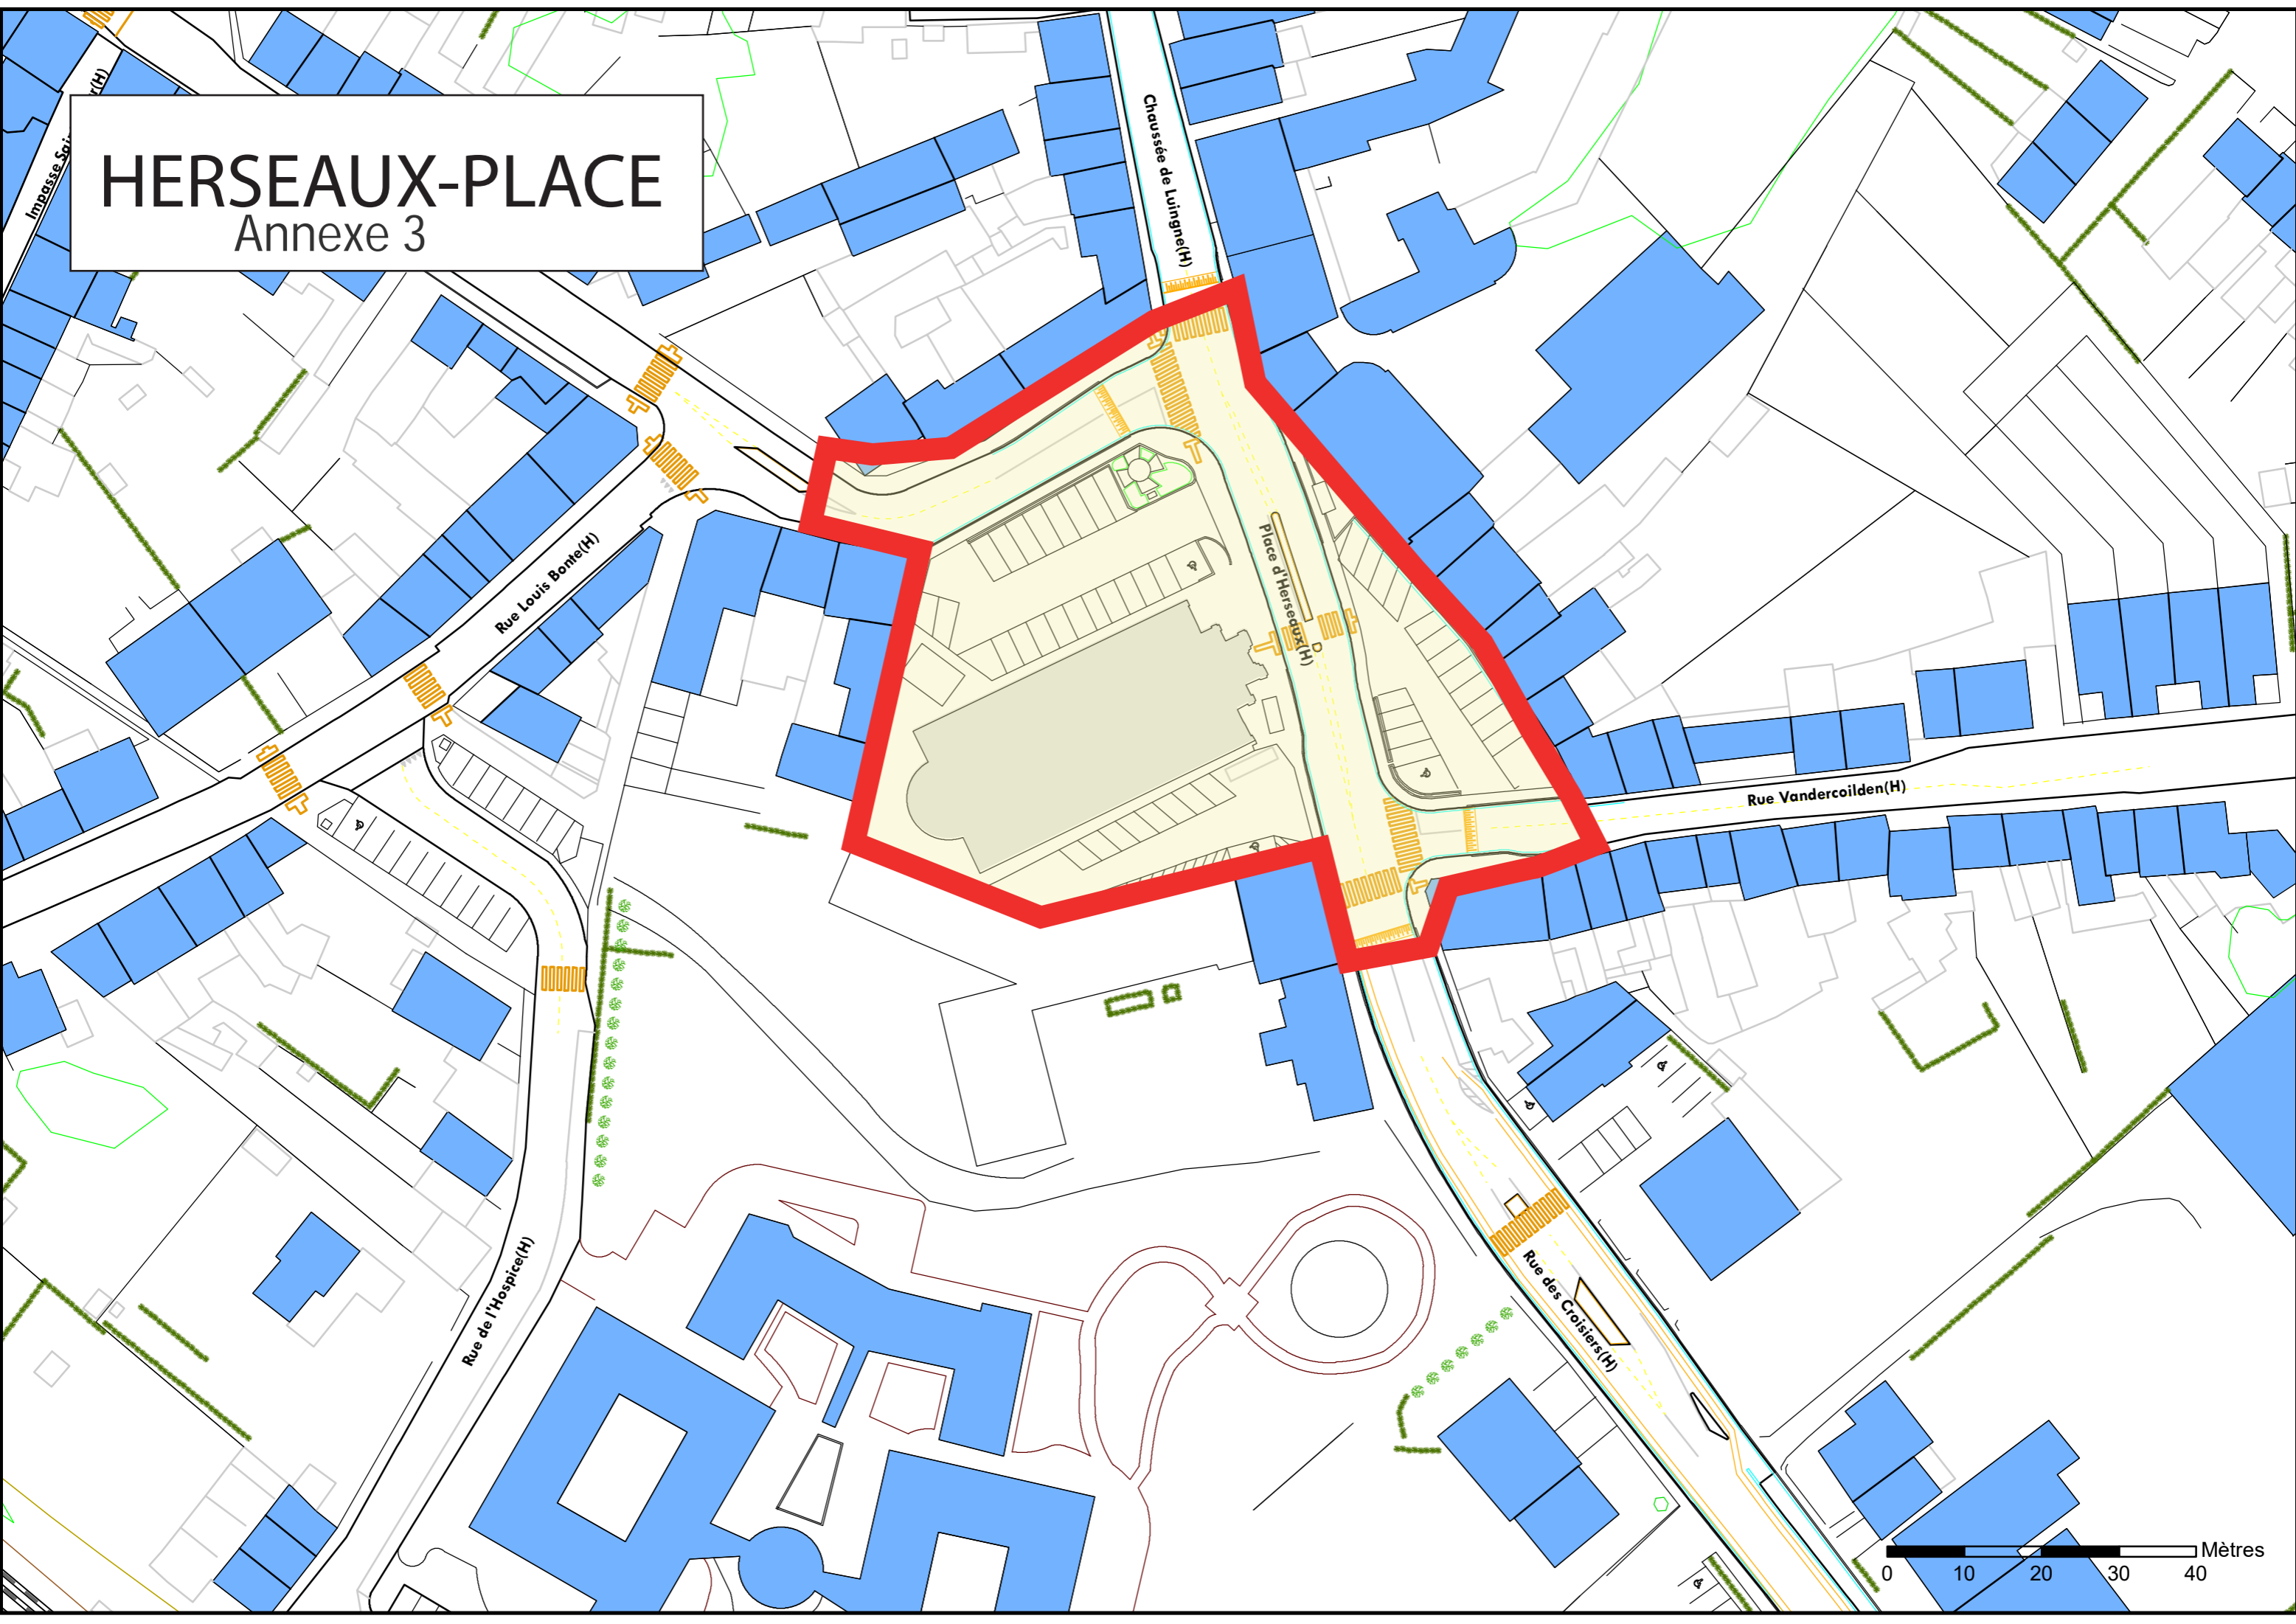 HERSEAUX-PLACE
Annexe 3
Impasse
Chaussée de Luingne(H)
Rue Louis Bonte(H)
Place d'Herseaux(H)
Rue Vandercoilden(H)
Rue de l'Hospice(H)
Rue des Croisiers(H)
Mètres
0 10 20 30 40